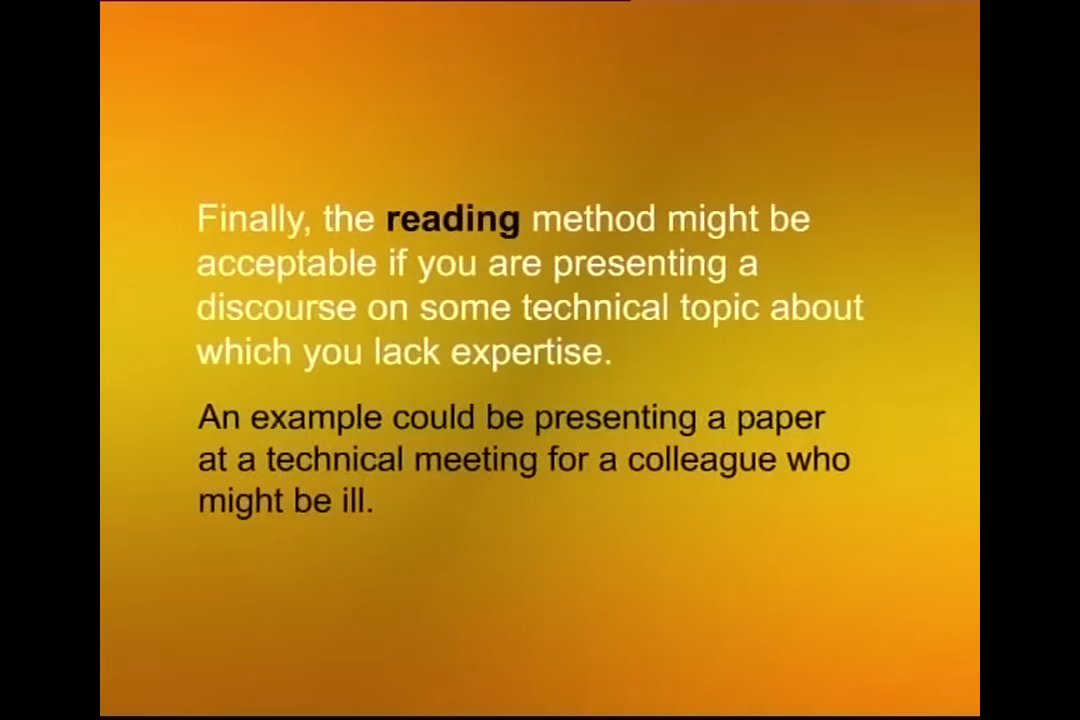 Finally, the reading method might be
acceptable if you are presenting a
discourse on some technical topic about
which you lack expertise.
An example could be presenting a paper
at a technical meeting for a colleague who
might be ill.